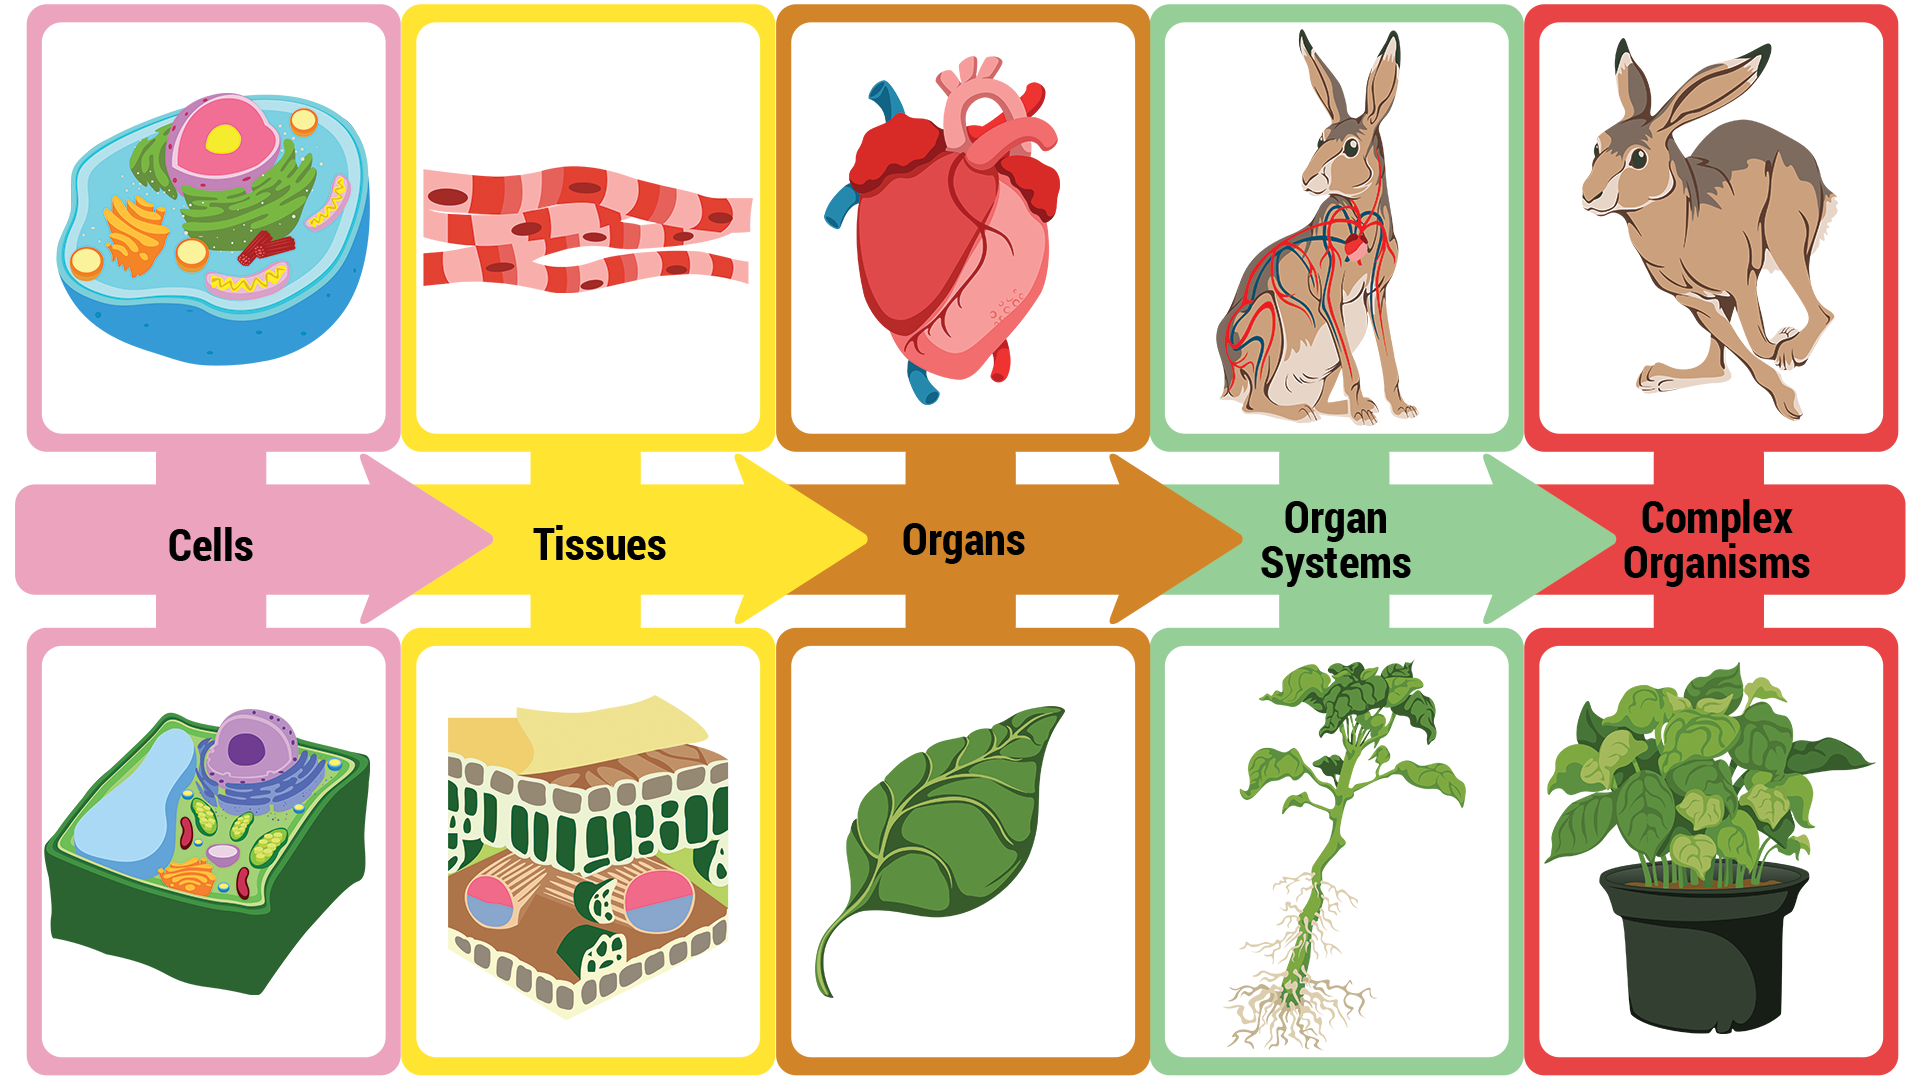 Cells
Tissues
Organs
Organ
Systems
Complex
Organisms